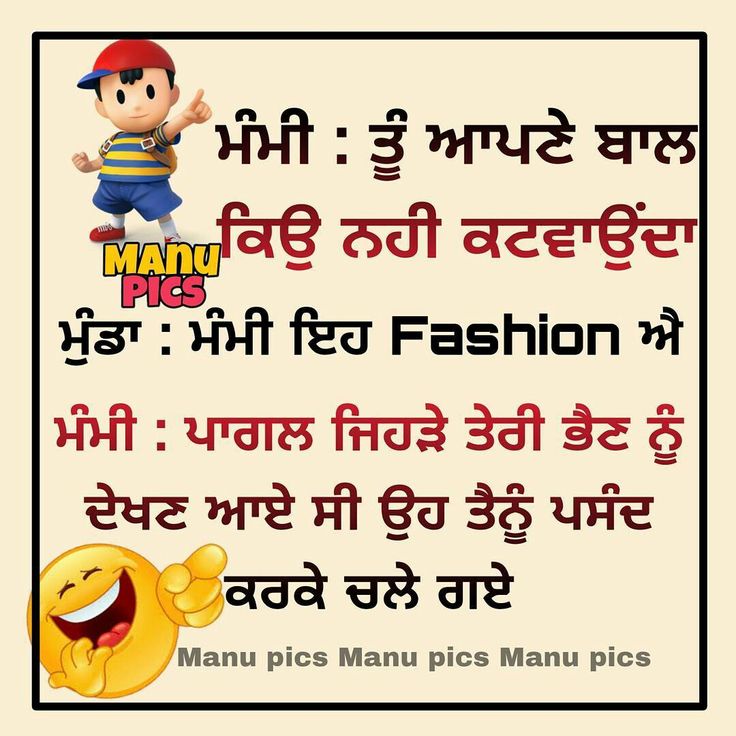 ਮੰਮੀ : ਤੂੰ ਆਪਣੇ ਬਾਲ
ਕਿਉ ਨਹੀ ਕਟਵਾਉਂਦਾ
MANU
PICS
ਮੁੰਡਾ : ਮੰਮੀ ਇਹ Fashion ਐ
ਮੰਮੀ : ਪਾਗਲ ਜਿਹੜੇ ਤੇਰੀ ਭੈਣ ਨੂੰ
ਦੇਖਣ ਆਏ ਸੀ ਉਹ ਤੈਨੂੰ ਪਸੰਦ
ਕਰਕੇ ਚਲੇ ਗਏ
Manu pics Manu pics Manu pics